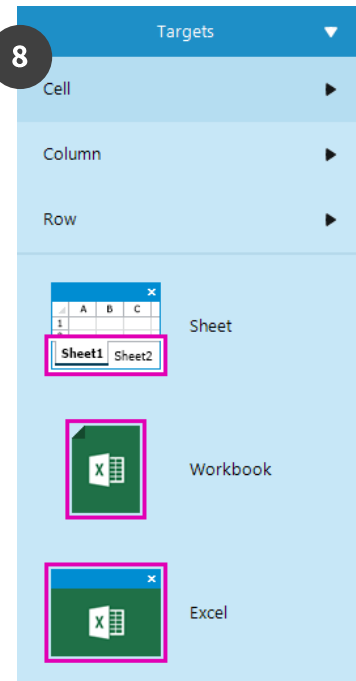 Targets
8
Cell
Column
Row
A B C
1
Sheet1 Sheet2
Sheet
X
Workbook
X
Excel